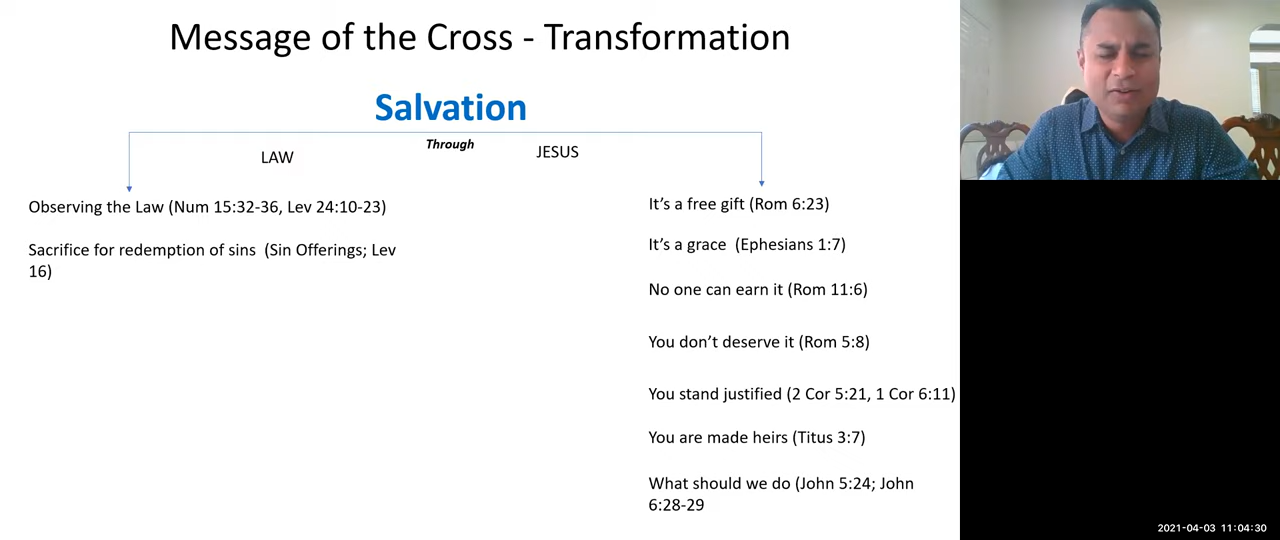 Message of the Cross - Transformation
Salvation
Through
LAW
JESUS
Observing the Law (Num 15:32-36, Lev 24:10-23)
Sacrifice for redemption of sins  (Sin Offerings; Lev
16)
It's a free gift (Rom 6:23)
It's a grace  (Ephesians 1:7)
No one can earn it (Rom 11:6)
You don't deserve it (Rom 5:8)
You stand justified (2 Cor 5:21, 1 Cor 6:11)
You are made heirs (Titus 3:7)
What should we do (John 5:24; John
6:28-29
2021-04-03 11:04:30